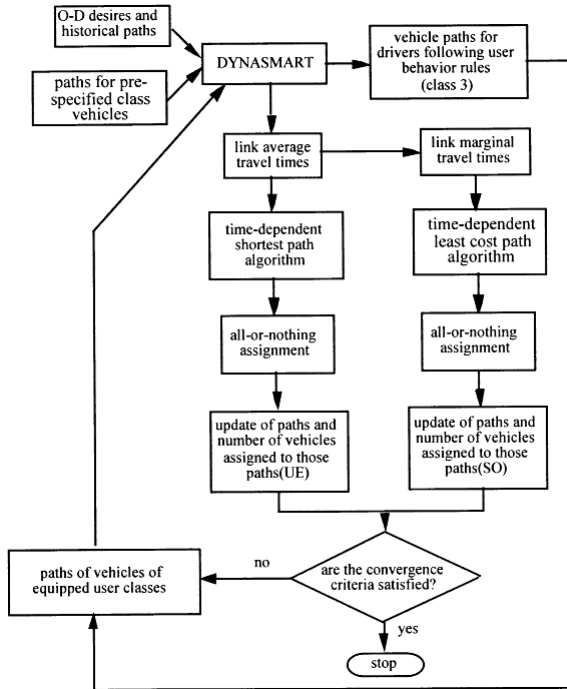 O-D desires and
historical paths
DYNASMART
vehicle paths for
drivers following user
behavior rules
(class 3)
paths for pre-
specified class
vehicles
link average
travel times
link marginal
travel times
time-dependent
shortest path
algorithm
time-dependent
least cost path
algorithm
all-or-nothing
assignment
all-or-nothing
assignment
update of paths and
number of vehicles
assigned to those
paths(UE)
update of paths and
number of vehicles
assigned to those
paths(SO)
paths of vehicles of
equipped user classes
no
are the convergence
criteria satisfied?
yes
stop